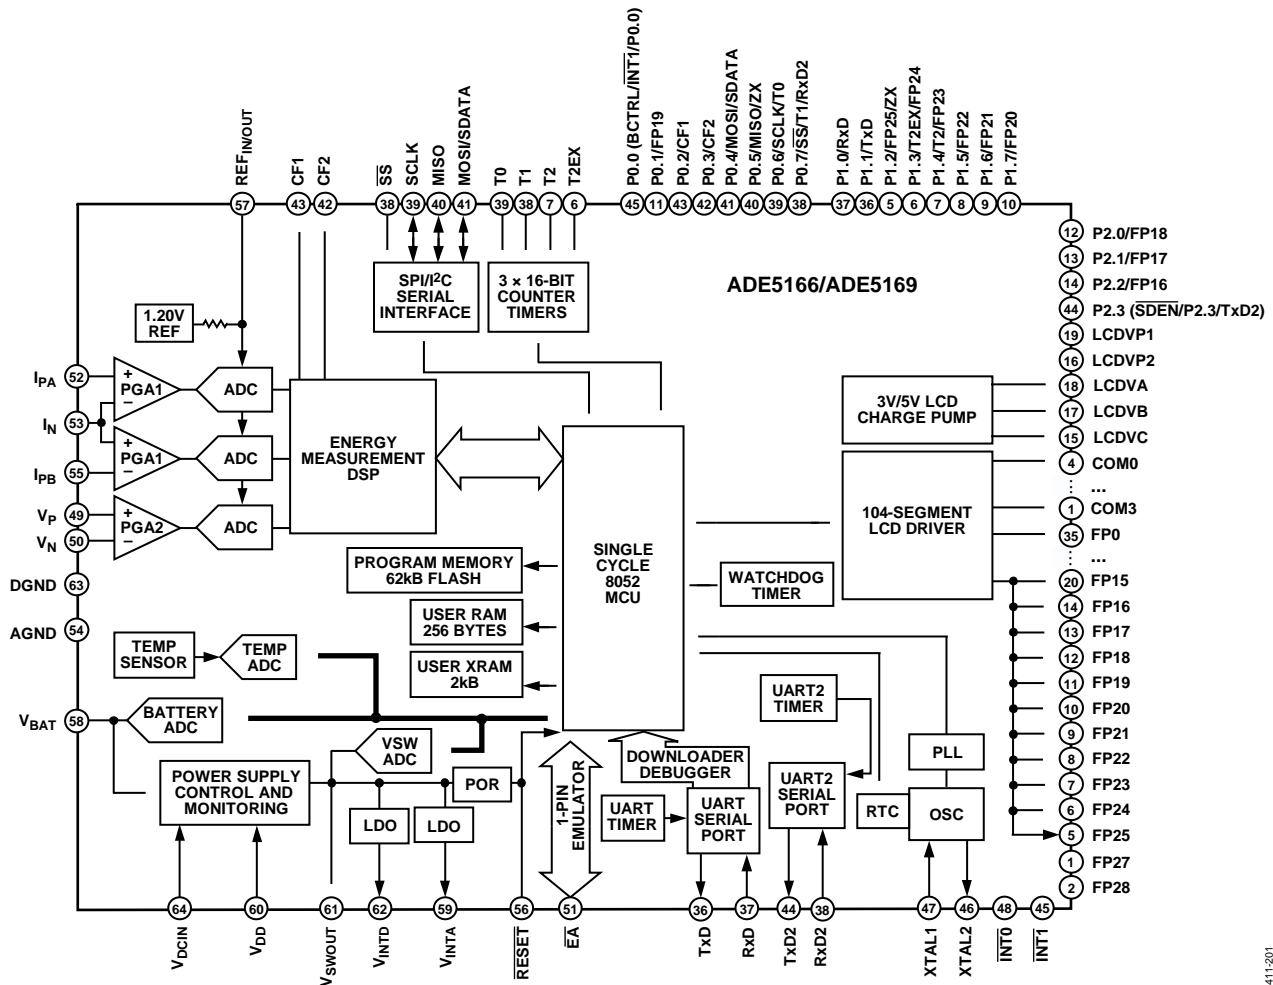 REFIN/OUT
CF1
CF2
SS
SCLK
MISO
MOSI/SDATA
T0
T1
T2
T2EX
P0.0 (BCTRL/INT1/P0.0)
P0.1/FP19
P0.2/CF1
P0.3/CF2
P0.4/MOSI/SDATA
P0.5/MISO/ZX
P0.6/SCLK/T0
P0.7/SS/T1/RxD2
P1.0/RxD
P1.1/TxD
P1.2/FP25/ZX
P1.3/T2EX/FP24
P1.4/T2/FP23
P1.5/FP22
P1.6/FP21
P1.7/FP20
57
43
42
38
39
40
41
39
38
7
6
45
11
43
42
41
40
39
38
37
36
5
6
7
8
9
10
12 P2.0/FP18
13 P2.1/FP17
14 P2.2/FP16
44 P2.3 (SDEN/P2.3/TxD2)
19 LCDVP1
16 LCDVP2
18 LCDVA
17 LCDVB
15 LCDVC
4 COM0
...
1 COM3
35 FP0
...
20 FP15
14 FP16
13 FP17
12 FP18
11 FP19
10 FP20
9 FP21
8 FP22
7 FP23
6 FP24
5 FP25
1 FP27
2 FP28
ADE5166/ADE5169
1.20V
REF
SPI/I2C
SERIAL
INTERFACE
3 × 16-BIT
COUNTER
TIMERS
IPA 52
IN 53
IPB 55
VP 49
VN 50
DGND 63
AGND 54
VBAT 58
+
PGA1
−
ADC
+
PGA1
−
ADC
+
PGA2
−
ADC
ENERGY
MEASUREMENT
DSP
3V/5V LCD
CHARGE PUMP
104-SEGMENT
LCD DRIVER
SINGLE
CYCLE
8052
MCU
PROGRAM MEMORY
62kB FLASH
USER RAM
256 BYTES
USER XRAM
2kB
WATCHDOG
TIMER
TEMP
SENSOR
TEMP
ADC
BATTERY
ADC
VSW
ADC
POWER SUPPLY
CONTROL AND
MONITORING
LDO
LDO
POR
1-PIN
EMULATOR
DOWNLOADER
DEBUGGER
UART
TIMER
UART
SERIAL
PORT
UART2
TIMER
UART2
SERIAL
PORT
PLL
RTC
OSC
64
60
61
62
59
56
51
36
37
44
38
47
46
48
45
VDCIN
VDD
VSWOUT
VINTD
VINTA
RESET
EA
TxD
RxD
TxD2
RxD2
XTAL1
XTAL2
INT0
INT1
411-201